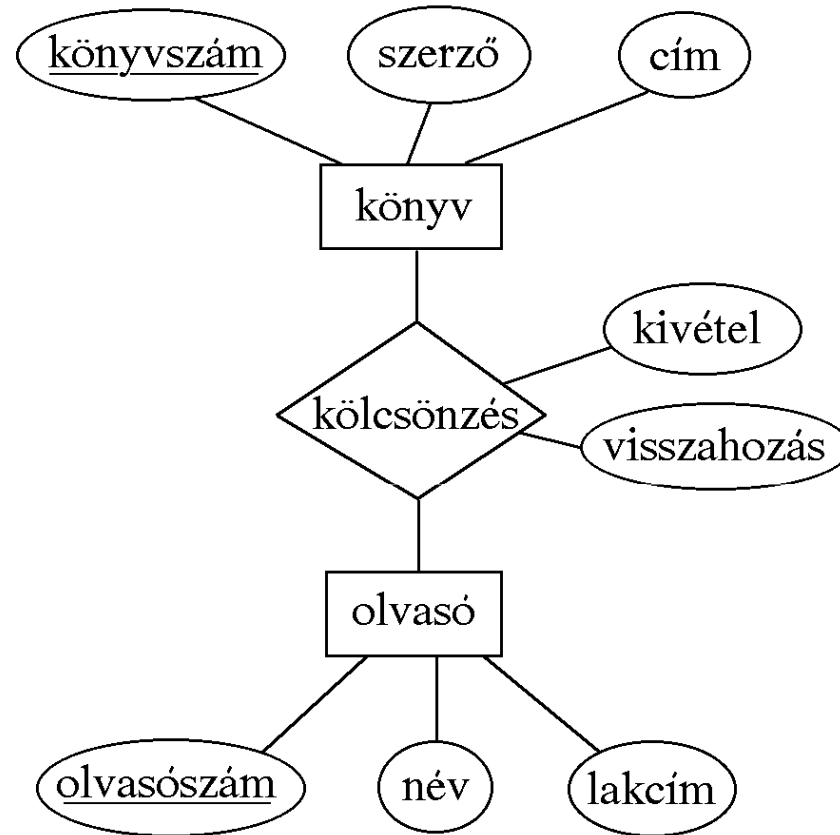 könyvszám
szerző
cím
könyv
kivétel
kölcsönzés
visszahozás
olvasó
olvasószám
név
lakcím